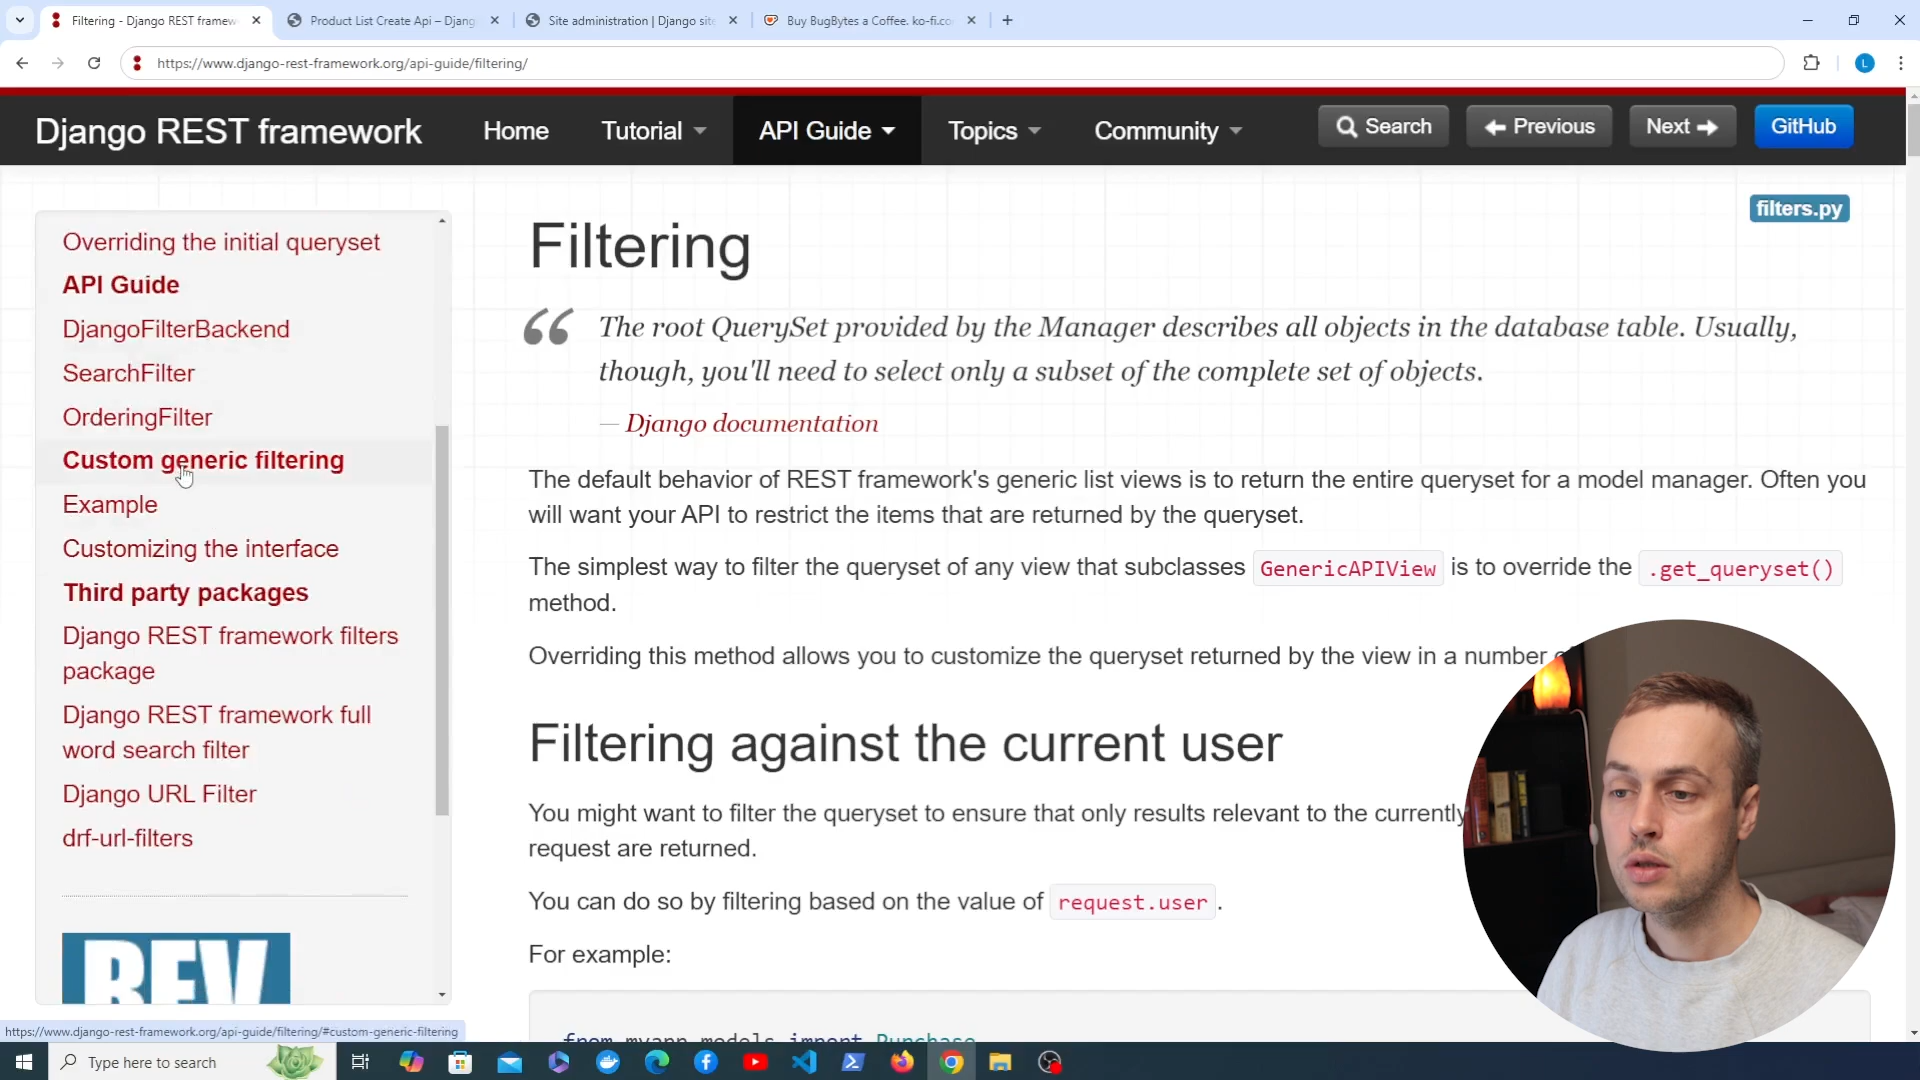 Filtering - Django REST framew
Product List Create Api – Djang
Site administration | Django site
Buy BugBytes a Coffee. ko-fi.co
https://www.django-rest-framework.org/api-guide/filtering/
L
Django REST framework
Home
Tutorial
API Guide
Topics
Community
Search
Previous
Next
GitHub
Overriding the initial queryset
API Guide
DjangoFilterBackend
SearchFilter
OrderingFilter
Custom generic filtering
Example
Customizing the interface
Third party packages
Django REST framework filters
package
Django REST framework full
word search filter
Django URL Filter
drf-url-filters
REV
filters.py
Filtering
“ The root QuerySet provided by the Manager describes all objects in the database table. Usually,
though, you'll need to select only a subset of the complete set of objects.
— Django documentation
The default behavior of REST framework's generic list views is to return the entire queryset for a model manager. Often you
will want your API to restrict the items that are returned by the queryset.
The simplest way to filter the queryset of any view that subclasses GenericAPIView is to override the .get_queryset()
method.
Overriding this method allows you to customize the queryset returned by the view in a number
Filtering against the current user
You might want to filter the queryset to ensure that only results relevant to the currently
request are returned.
You can do so by filtering based on the value of request.user.
For example:
from myapp.models import Purchase
https://www.django-rest-framework.org/api-guide/filtering/#custom-generic-filtering
Type here to search